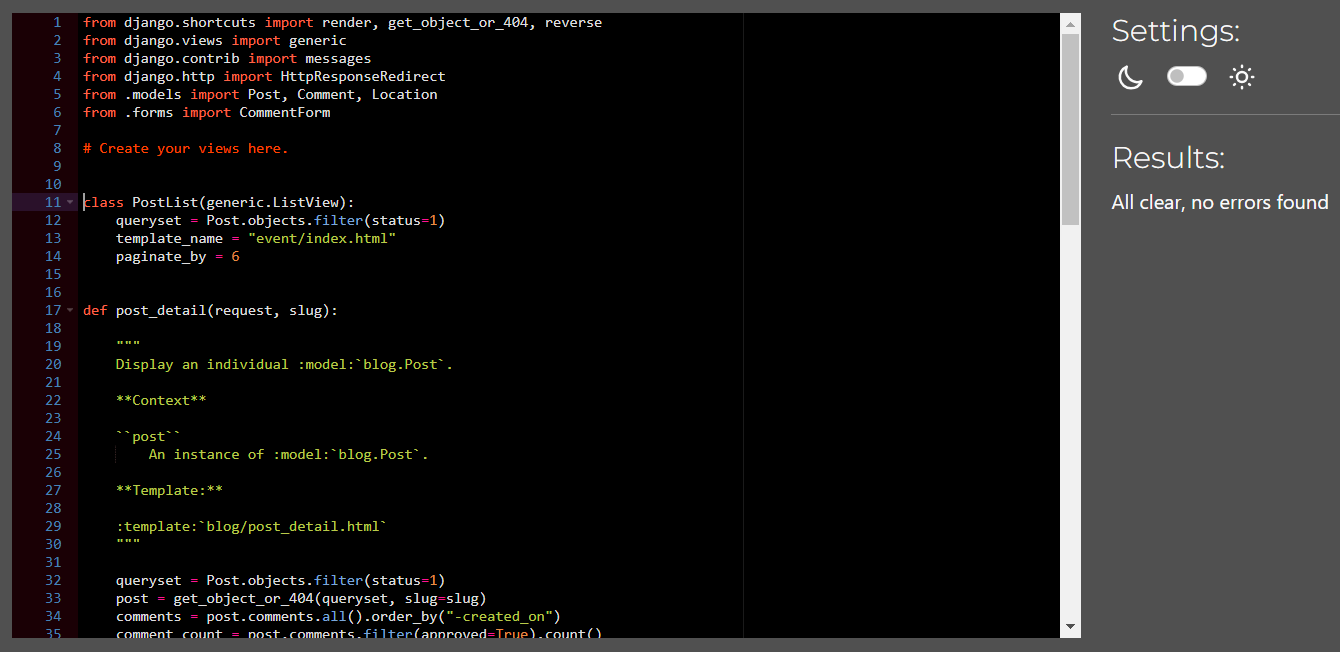 1 from django.shortcuts import render, get_object_or_404, reverse
2 from django.views import generic
3 from django.contrib import messages
4 from django.http import HttpResponseRedirect
5 from .models import Post, Comment, Location
6 from .forms import CommentForm
7
8 # Create your views here.
9
10
11 class PostList(generic.ListView):
12     queryset = Post.objects.filter(status=1)
13     template_name = "event/index.html"
14     paginate_by = 6
15
16
17 def post_detail(request, slug):
18
19     """
20     Display an individual :model:`blog.Post`.
21
22     **Context**
23
24     ``post``
25         An instance of :model:`blog.Post`.
26
27     **Template:**
28
29     :template:`blog/post_detail.html`
30     """
31
32     queryset = Post.objects.filter(status=1)
33     post = get_object_or_404(queryset, slug=slug)
34     comments = post.comments.all().order_by("-created_on")
35     comment_count = post.comments.filter(approved=True).count()
Settings:
Results:
All clear, no errors found